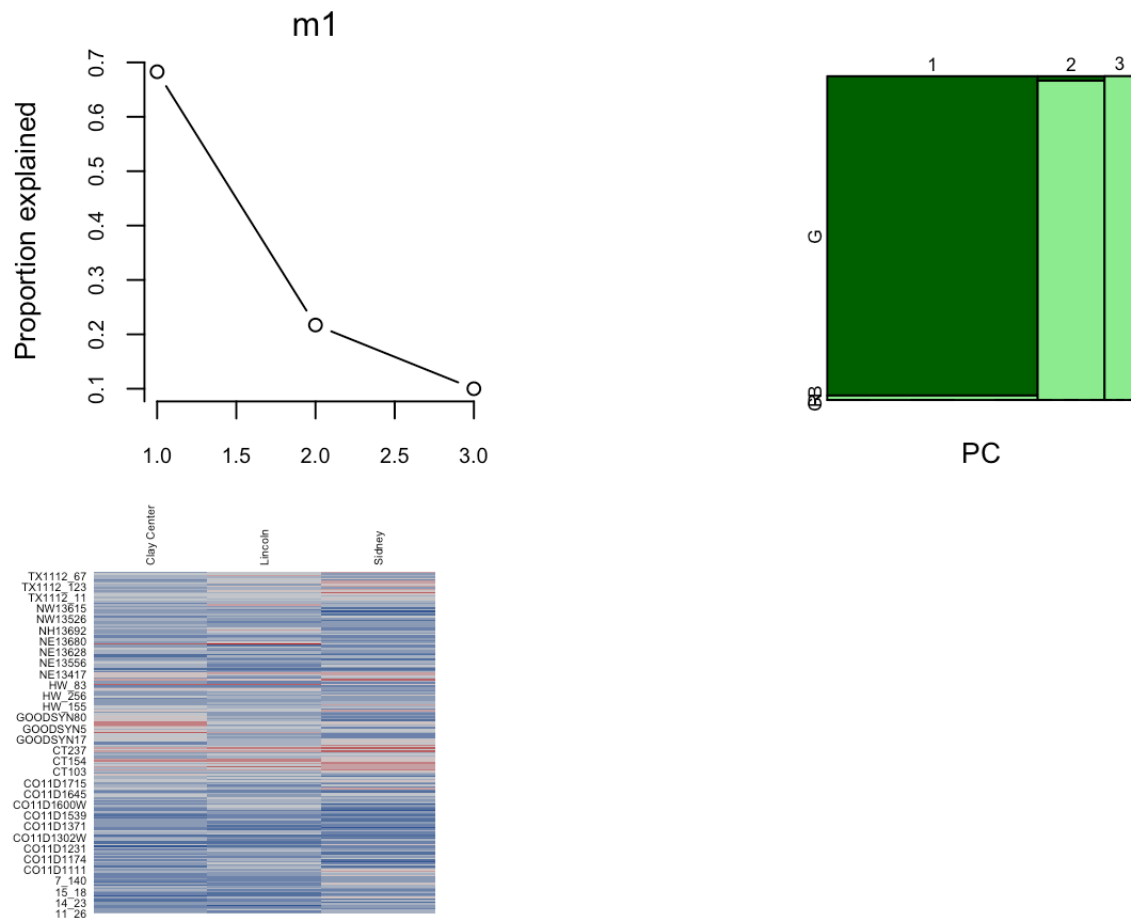 m1
Proportion explained
0.7
0.6
0.5
0.4
0.3
0.2
0.1
1.0 1.5 2.0 2.5 3.0
1 2 3
G
PC
Clay Center
Lincoln
Sidney
TX1112_67
TX1112_123
TX1112_11
NW13615
NW13526
NH13692
NE13680
NE13628
NE13556
NE13417
HW_83
HW_256
HW_155
GOODSYN80
GOODSYN5
GOODSYN17
CT237
CT154
CT103
CO11D1715
CO11D1645
CO11D1600W
CO11D1539
CO11D1371
CO11D1302W
CO11D1231
CO11D1174
CO11D1111
7_140
15_18
14_23
11_26